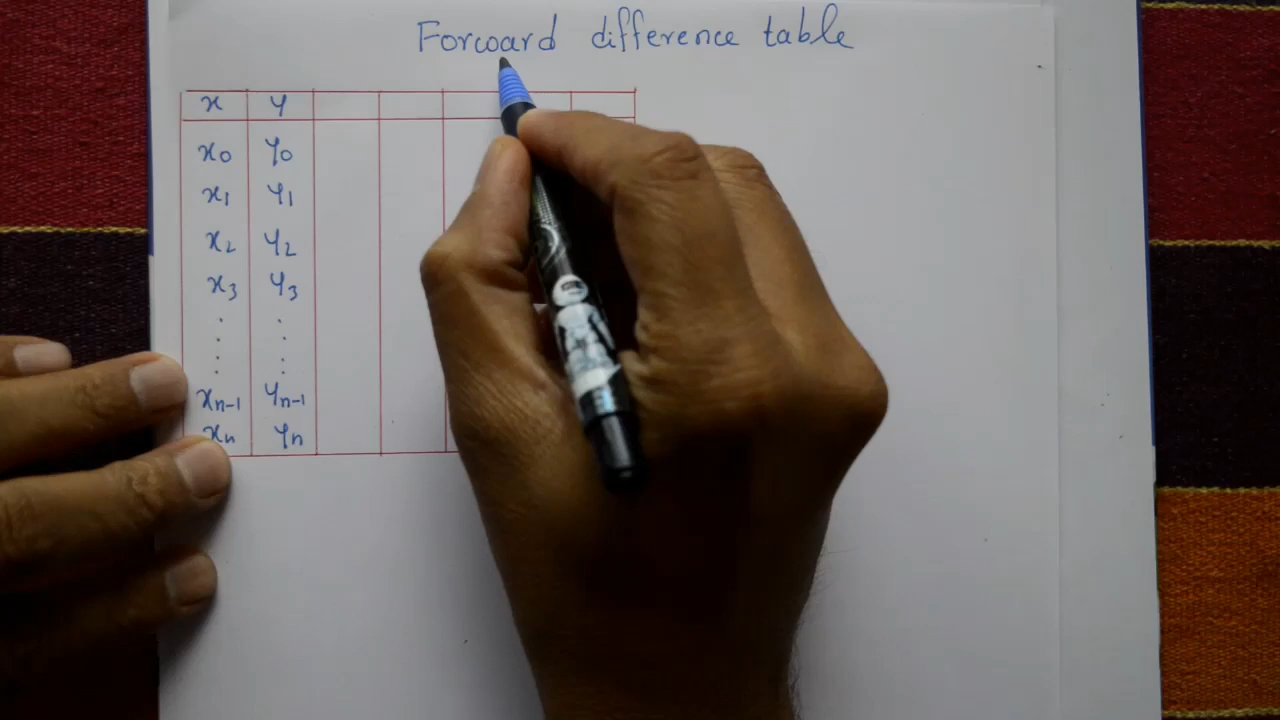 Forward difference table
x y
x₀ y₀
x₁ y₁
x₂ y₂
x₃ y₃
⋮ ⋮
xₙ₋₁ yₙ₋₁
xₙ yₙ